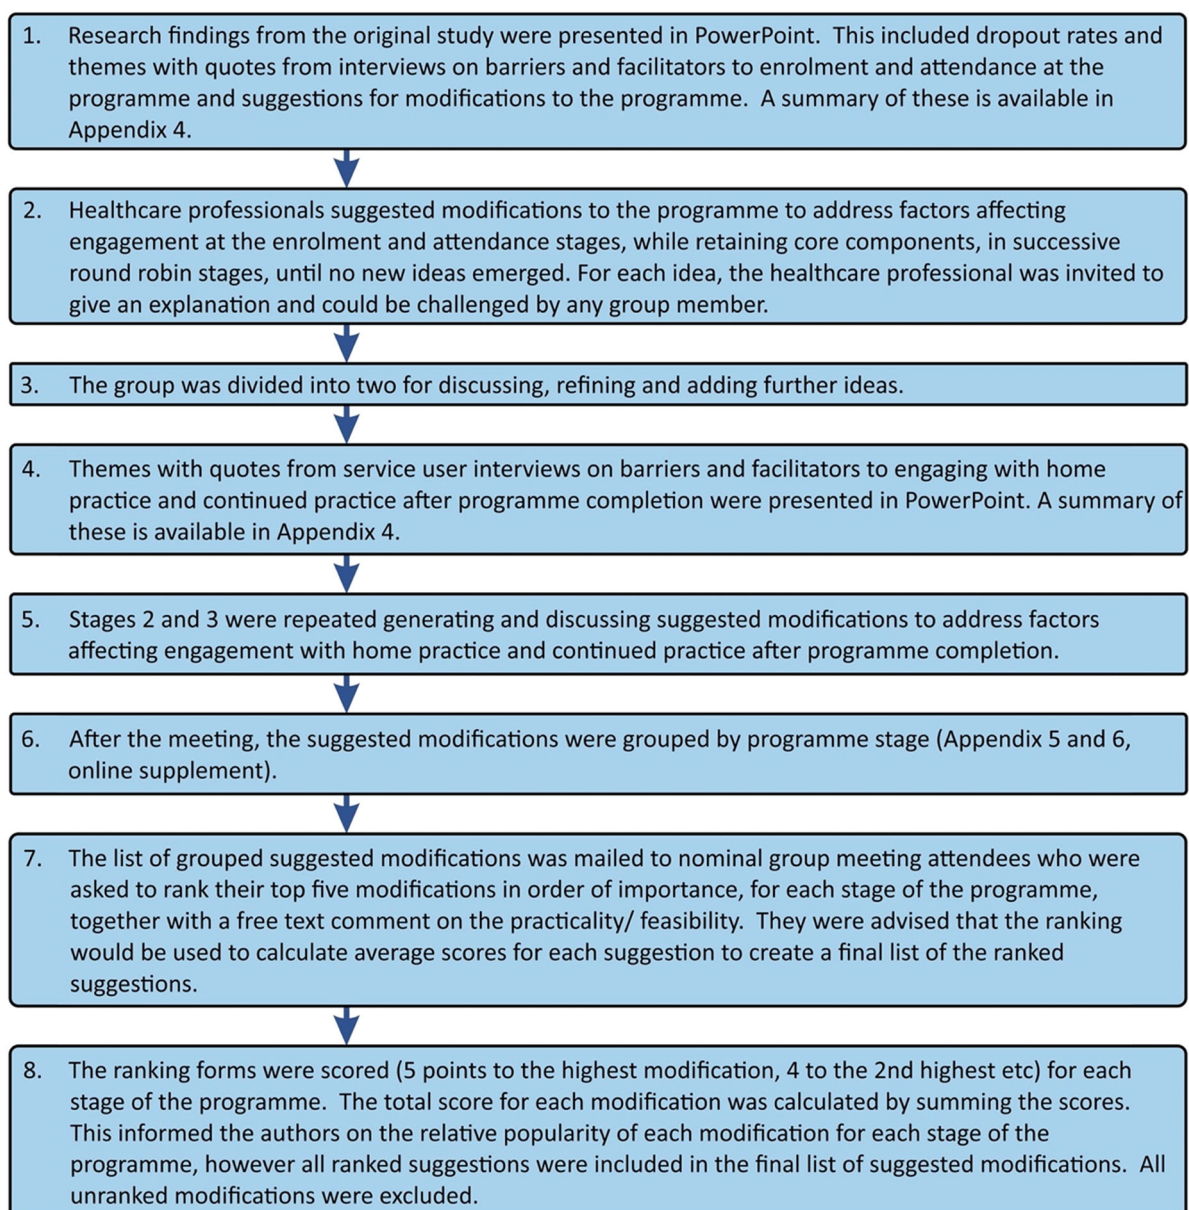 1. Research findings from the original study were presented in PowerPoint. This included dropout rates and
themes with quotes from interviews on barriers and facilitators to enrolment and attendance at the
programme and suggestions for modifications to the programme. A summary of these is available in
Appendix 4.
2. Healthcare professionals suggested modifications to the programme to address factors affecting
engagement at the enrolment and attendance stages, while retaining core components, in successive
round robin stages, until no new ideas emerged. For each idea, the healthcare professional was invited to
give an explanation and could be challenged by any group member.
3. The group was divided into two for discussing, refining and adding further ideas.
4. Themes with quotes from service user interviews on barriers and facilitators to engaging with home
practice and continued practice after programme completion were presented in PowerPoint. A summary of
these is available in Appendix 4.
5. Stages 2 and 3 were repeated generating and discussing suggested modifications to address factors
affecting engagement with home practice and continued practice after programme completion.
6. After the meeting, the suggested modifications were grouped by programme stage (Appendix 5 and 6,
online supplement).
7. The list of grouped suggested modifications was mailed to nominal group meeting attendees who were
asked to rank their top five modifications in order of importance, for each stage of the programme,
together with a free text comment on the practicality/ feasibility. They were advised that the ranking
would be used to calculate average scores for each suggestion to create a final list of the ranked
suggestions.
8. The ranking forms were scored (5 points to the highest modification, 4 to the 2nd highest etc) for each
stage of the programme. The total score for each modification was calculated by summing the scores.
This informed the authors on the relative popularity of each modification for each stage of the
programme, however all ranked suggestions were included in the final list of suggested modifications. All
unranked modifications were excluded.